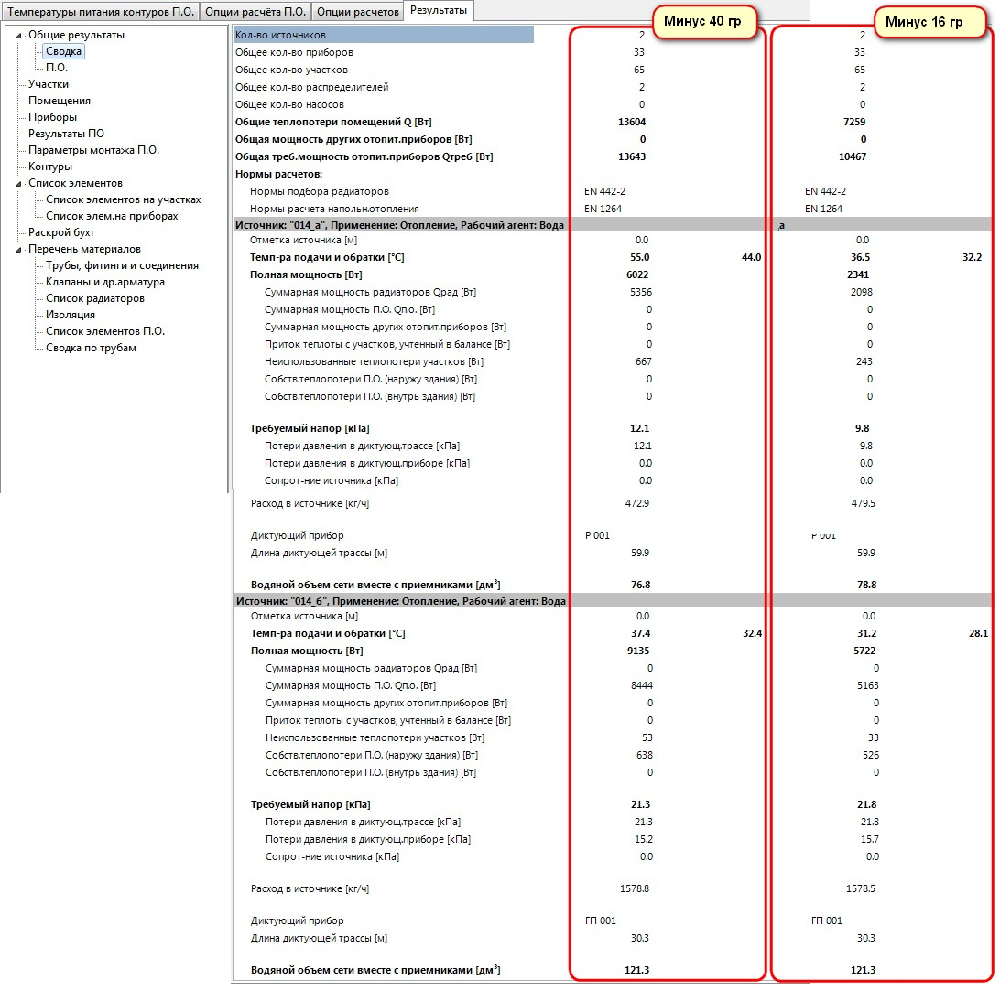 Температуры питания контуров П.О. Опции расчёта П.О. Опции расчетов Результаты
Общие результаты
Сводка
П.О.
Участки
Помещения
Приборы
Результаты ПО
Параметры монтажа П.О.
Контуры
Список элементов
Список элементов на участках
Список элем.на приборах
Раскрой бухт
Перечень материалов
Трубы, фитинги и соединения
Клапаны и др.арматура
Список радиаторов
Изоляция
Список элементов П.О.
Сводка по трубам
Минус 40 гр Минус 16 гр
Кол-во источников 2 2
Общее кол-во приборов 33 33
Общее кол-во участков 65 65
Общее кол-во распределителей 2 2
Общее кол-во насосов 0 0
Общие теплопотери помещений Q [Вт] 13604 7259
Общая мощность других отопит.приборов [Вт] 0 0
Общая треб.мощность отопит.приборов Qтреб [Вт] 13643 10467
Нормы расчетов:
Нормы подбора радиаторов EN 442-2 EN 442-2
Нормы расчета напольн.отопления EN 1264 EN 1264
Источник: "014_а", Применение: Отопление, Рабочий агент: Вода а
Отметка источника [м] 0.0 0.0
Темп-ра подачи и обратки [°C] 55.0 44.0 36.5 32.2
Полная мощность [Вт] 6022 2341
Суммарная мощность радиаторов Qрад [Вт] 5356 2098
Суммарная мощность П.О. Qп.о. [Вт] 0 0
Суммарная мощность других отопит.приборов [Вт] 0 0
Приток теплоты с участков, учтенный в балансе [Вт] 0 0
Неиспользованные теплопотери участков [Вт] 667 243
Собств.теплопотери П.О. (наружу здания) [Вт] 0 0
Собств.теплопотери П.О. (внутрь здания) [Вт] 0 0
Требуемый напор [кПа] 12.1 9.8
Потери давления в диктующ.трассе [кПа] 12.1 9.8
Потери давления в диктующ.приборе [кПа] 0.0 0.0
Сопрот-ние источника [кПа] 0.0 0.0
Расход в источнике [кг/ч] 472.9 479.5
Диктующий прибор Р 001 Р 001
Длина диктующей трассы [м] 59.9 59.9
Водяной объем сети вместе с приемниками [дм³] 76.8 78.8
Источник: "014_б", Применение: Отопление, Рабочий агент: Вода
Отметка источника [м] 0.0 0.0
Темп-ра подачи и обратки [°C] 37.4 32.4 31.2 28.1
Полная мощность [Вт] 9135 5722
Суммарная мощность радиаторов Qрад [Вт] 0 0
Суммарная мощность П.О. Qп.о. [Вт] 8444 5163
Суммарная мощность других отопит.приборов [Вт] 0 0
Приток теплоты с участков, учтенный в балансе [Вт] 0 0
Неиспользованные теплопотери участков [Вт] 53 33
Собств.теплопотери П.О. (наружу здания) [Вт] 638 526
Собств.теплопотери П.О. (внутрь здания) [Вт] 0 0
Требуемый напор [кПа] 21.3 21.8
Потери давления в диктующ.трассе [кПа] 21.3 21.8
Потери давления в диктующ.приборе [кПа] 15.2 15.7
Сопрот-ние источника [кПа] 0.0 0.0
Расход в источнике [кг/ч] 1578.8 1578.5
Диктующий прибор ГП 001 ГП 001
Длина диктующей трассы [м] 30.3 30.3
Водяной объем сети вместе с приемниками [дм³] 121.3 121.3